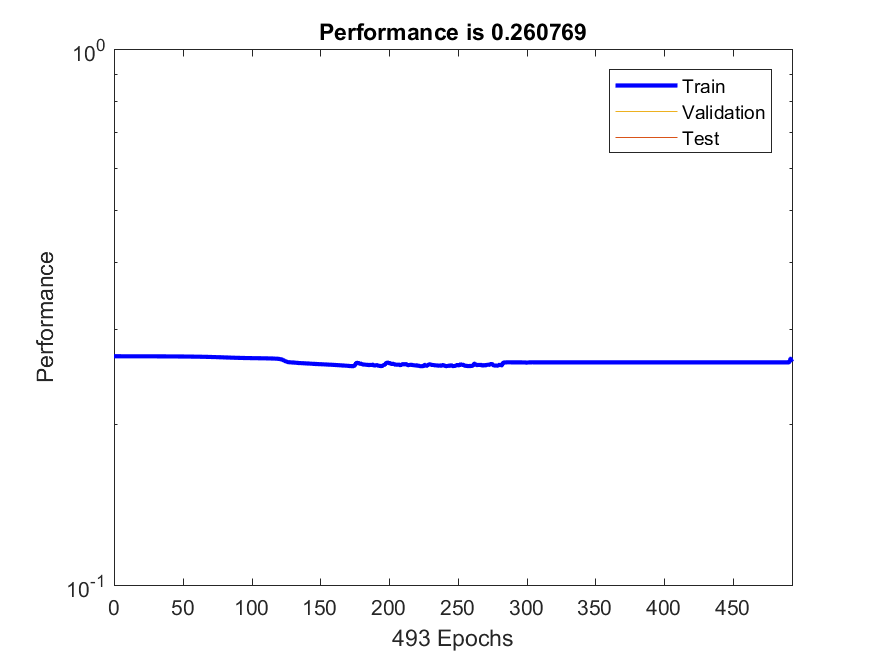 Performance is 0.260769
10^0
Train
Validation
Test
Performance
10^-1
0 50 100 150 200 250 300 350 400 450
493 Epochs